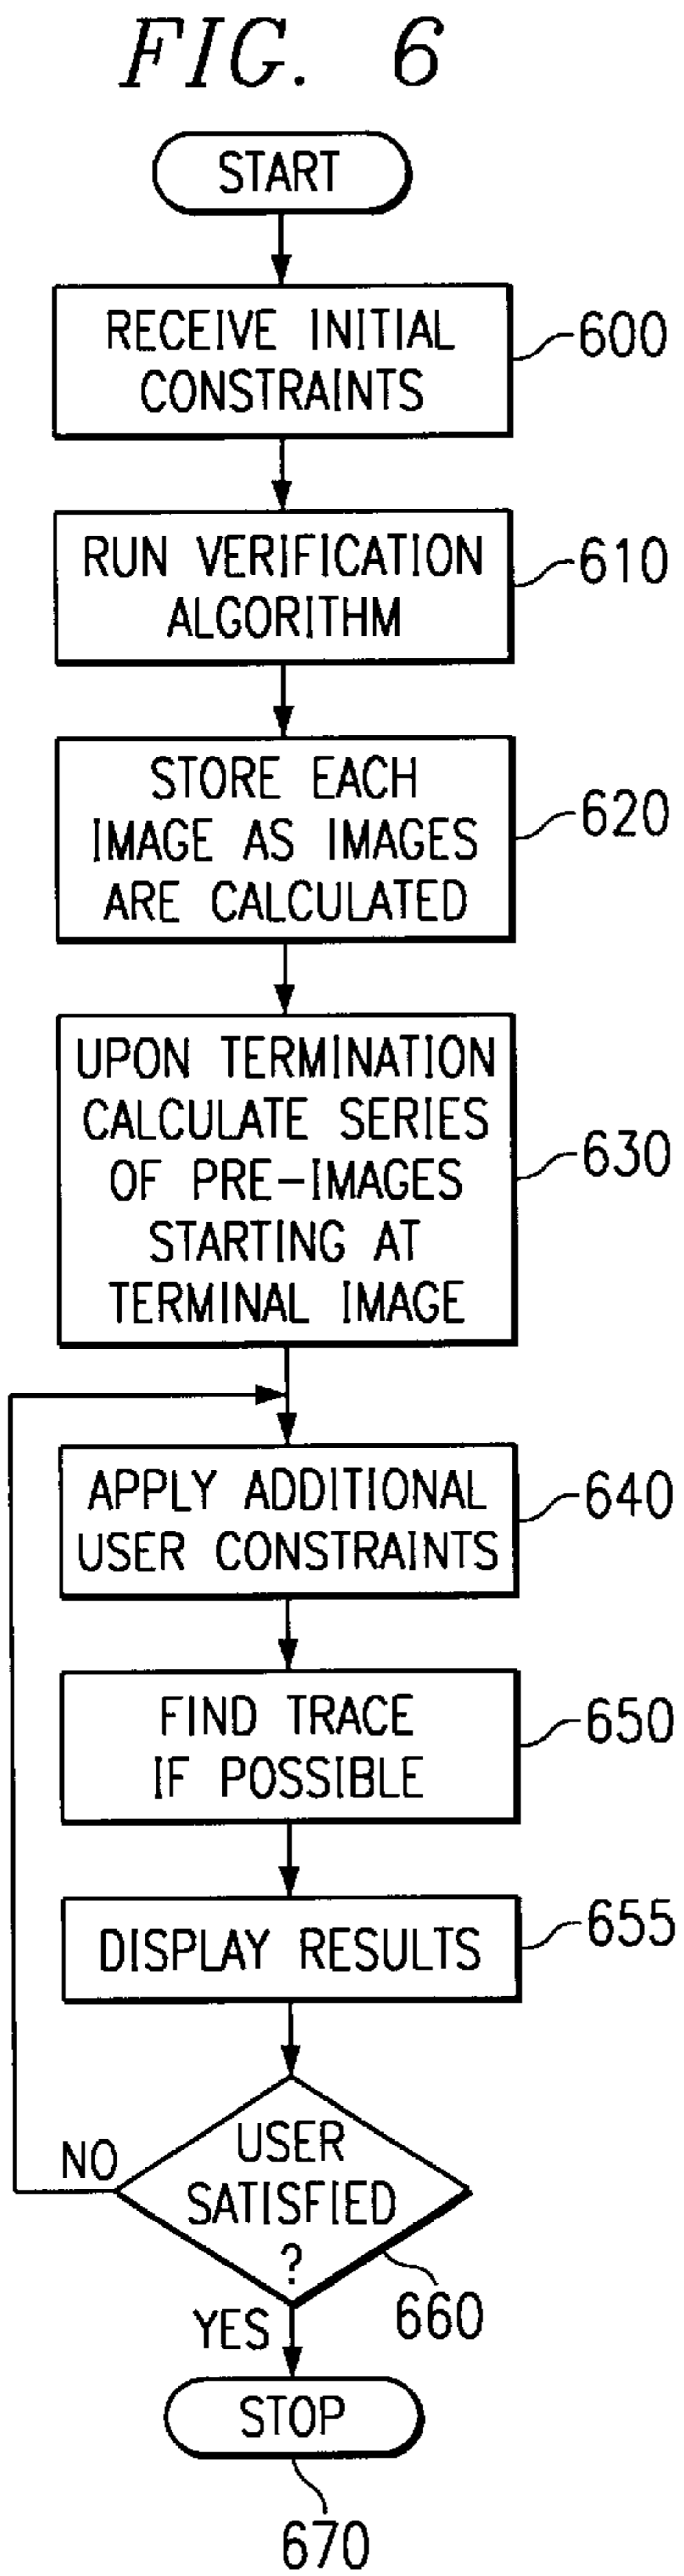 FIG. 6
START
RECEIVE INITIAL
CONSTRAINTS
600
RUN VERIFICATION
ALGORITHM
610
STORE EACH
IMAGE AS IMAGES
ARE CALCULATED
620
UPON TERMINATION
CALCULATE SERIES
OF PRE-IMAGES
STARTING AT
TERMINAL IMAGE
630
APPLY ADDITIONAL
USER CONSTRAINTS
640
FIND TRACE
IF POSSIBLE
650
DISPLAY RESULTS
655
USER
SATISFIED
?
NO
660
YES
STOP
670